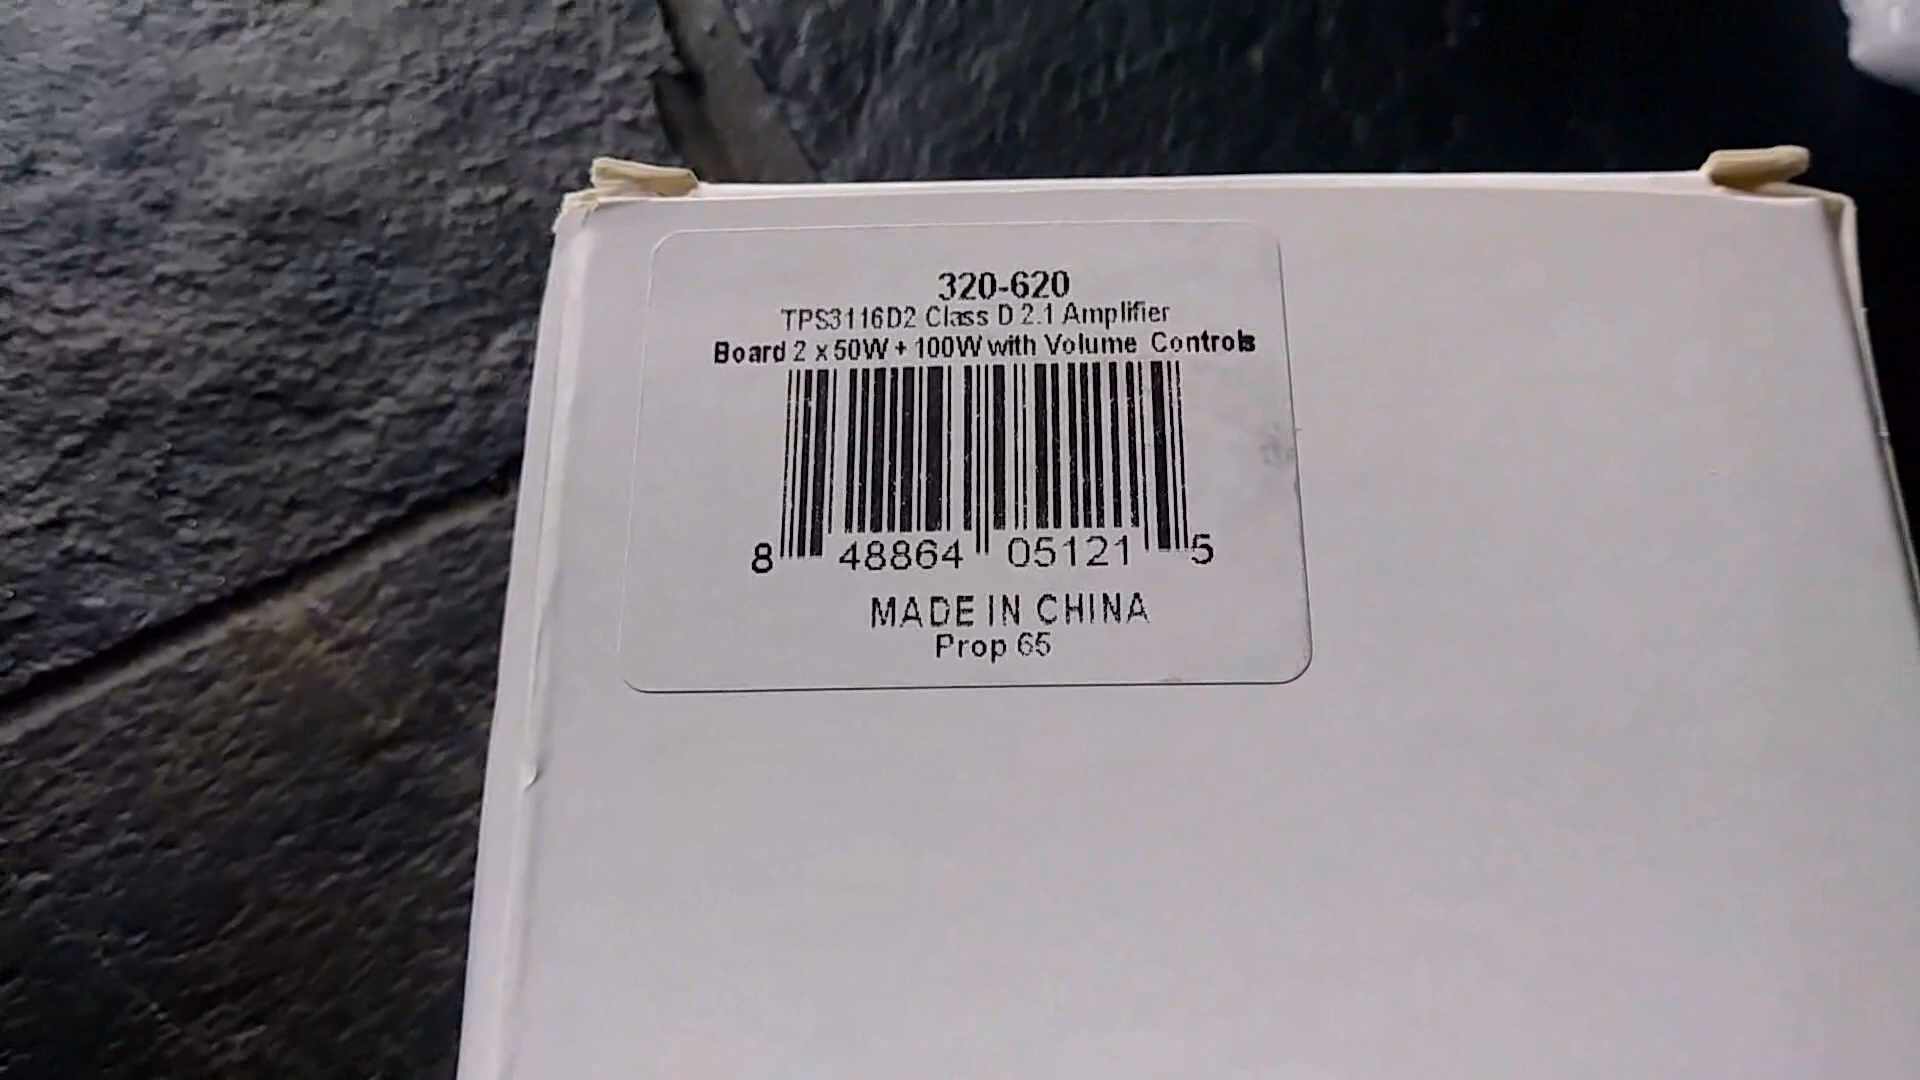 320-620
TPS3116D2 Class D 2.1 Amplifier
Board 2 x 50W + 100W with Volume Controls
8 48864 05121 5
MADE IN CHINA
Prop 65